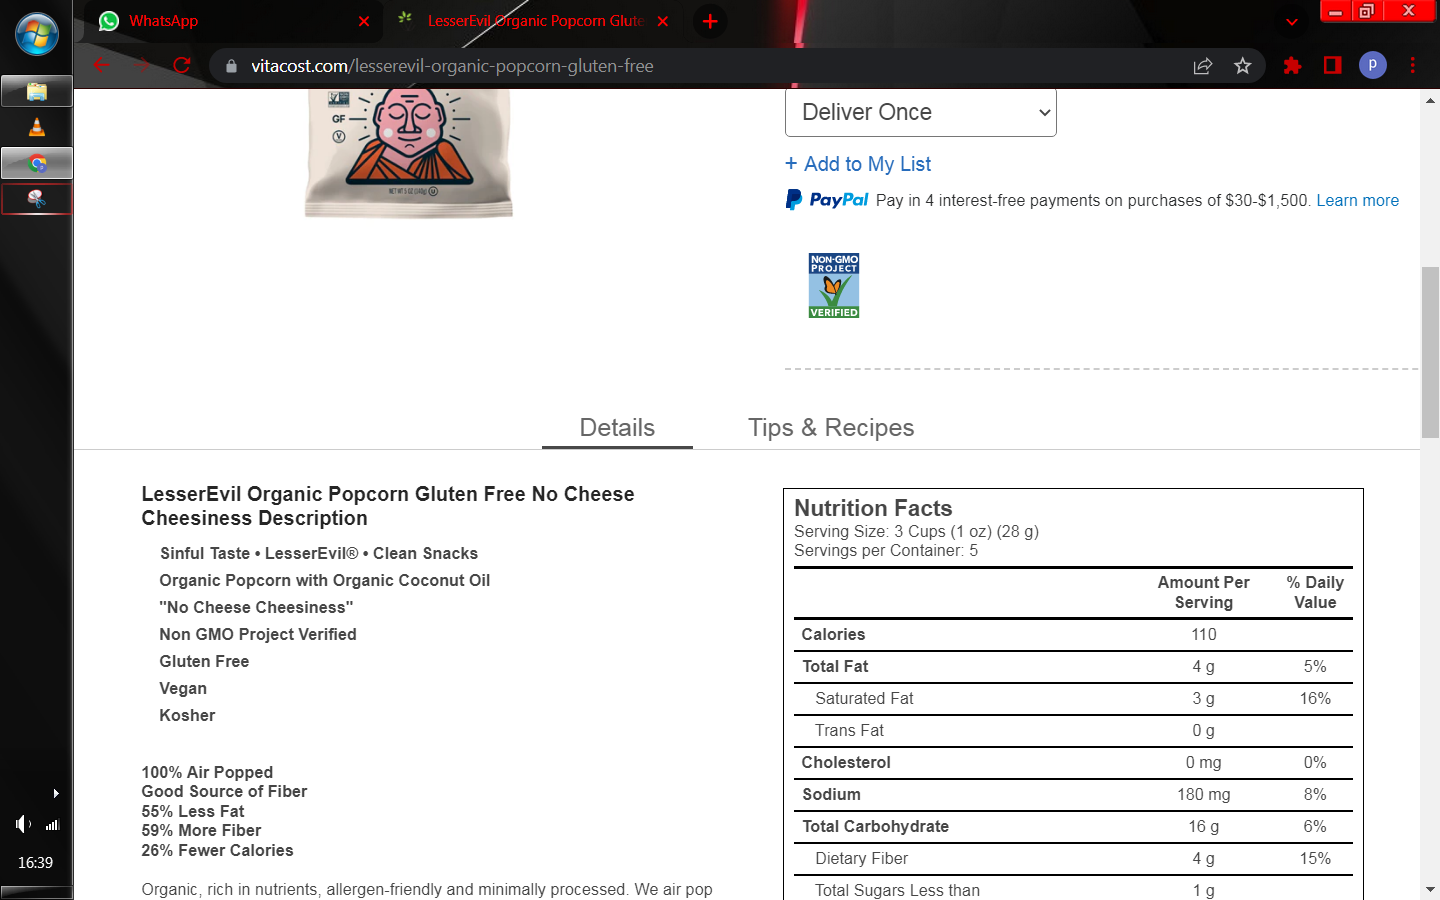 WhatsApp
LesserEvil Organic Popcorn Glute
vitacost.com/lesserevil-organic-popcorn-gluten-free
P
GF
V
NET WT 5 OZ (140g) U
Deliver Once
+ Add to My List
PayPal Pay in 4 interest-free payments on purchases of $30-$1,500. Learn more
NON-GMO
PROJECT
VERIFIED
Details
Tips & Recipes
LesserEvil Organic Popcorn Gluten Free No Cheese
Cheesiness Description
Sinful Taste • LesserEvil® • Clean Snacks
Organic Popcorn with Organic Coconut Oil
"No Cheese Cheesiness"
Non GMO Project Verified
Gluten Free
Vegan
Kosher
100% Air Popped
Good Source of Fiber
55% Less Fat
59% More Fiber
26% Fewer Calories
Organic, rich in nutrients, allergen-friendly and minimally processed. We air pop
Nutrition Facts
Serving Size: 3 Cups (1 oz) (28 g)
Servings per Container: 5
Amount Per Serving % Daily Value
Calories 110
Total Fat 4 g 5%
Saturated Fat 3 g 16%
Trans Fat 0 g
Cholesterol 0 mg 0%
Sodium 180 mg 8%
Total Carbohydrate 16 g 6%
Dietary Fiber 4 g 15%
Total Sugars Less than 1 g
16:39